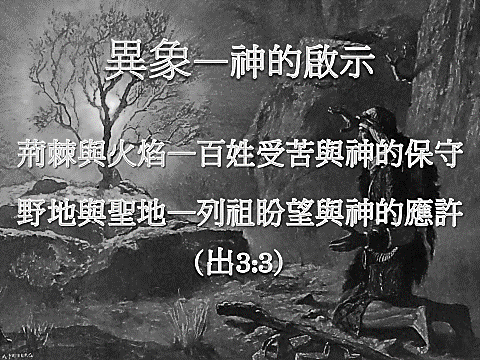 異象—神的啟示
荊棘與火焰—百姓受苦與神的保守
野地與聖地—列祖盼望與神的應許
(出3:3)